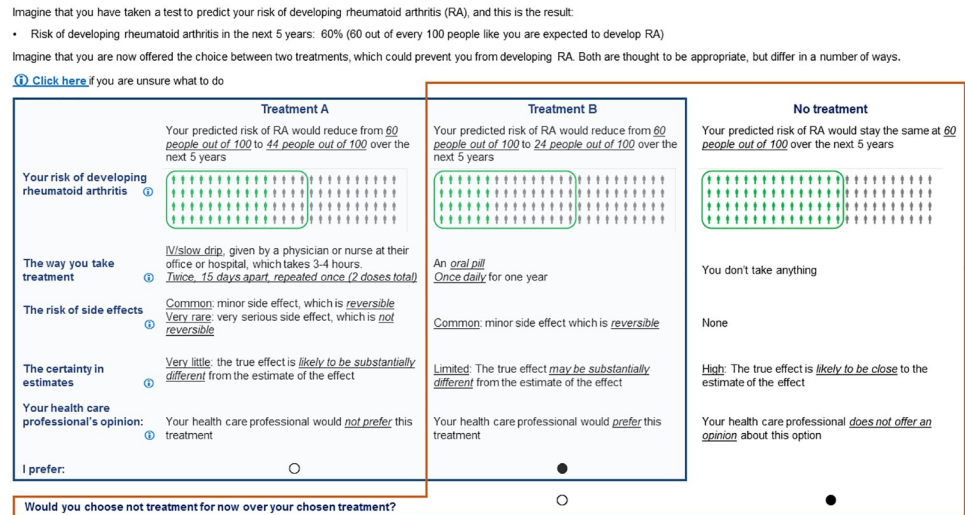 Imagine that you have taken a test to predict your risk of developing rheumatoid arthritis (RA), and this is the result:
• Risk of developing rheumatoid arthritis in the next 5 years: 60% (60 out of every 100 people like you are expected to develop RA)
Imagine that you are now offered the choice between two treatments, which could prevent you from developing RA. Both are thought to be appropriate, but differ in a number of ways.
Click here if you are unsure what to do
Treatment A
Treatment B
No treatment
Your risk of developing
rheumatoid arthritis
Your predicted risk of RA would reduce from 60
people out of 100 to 44 people out of 100 over the
next 5 years
Your predicted risk of RA would reduce from 60
people out of 100 to 24 people out of 100 over the
next 5 years
Your predicted risk of RA would stay the same at 60
people out of 100 over the next 5 years
The way you take
treatment
IV/slow drip, given by a physician or nurse at their
office or hospital, which takes 3-4 hours.
Twice, 15 days apart, repeated once (2 doses total)
An oral pill
Once daily for one year
You don't take anything
The risk of side effects
Common: minor side effect, which is reversible
Very rare: very serious side effect, which is not
reversible
Common: minor side effect which is reversible
None
The certainty in
estimates
Very little: the true effect is likely to be substantially
different from the estimate of the effect
Limited: The true effect may be substantially
different from the estimate of the effect
High: The true effect is likely to be close to the
estimate of the effect
Your health care
professional's opinion:
Your health care professional would not prefer this
treatment
Your health care professional would prefer this
treatment
Your health care professional does not offer an
opinion about this option
I prefer:
Would you choose not treatment for now over your chosen treatment?